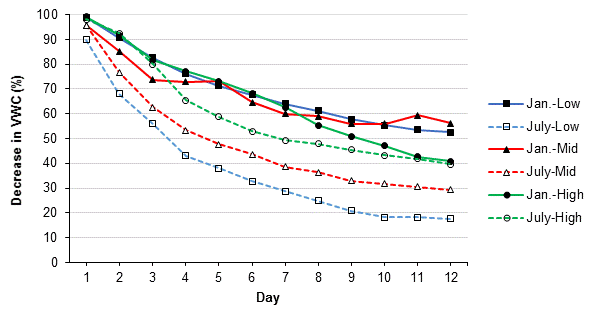 100
90
80
70
60
50
40
30
20
10
0
Decrease in VWC (%)
1 2 3 4 5 6 7 8 9 10 11 12
Day
Jan.-Low
July-Low
Jan.-Mid
July-Mid
Jan.-High
July-High